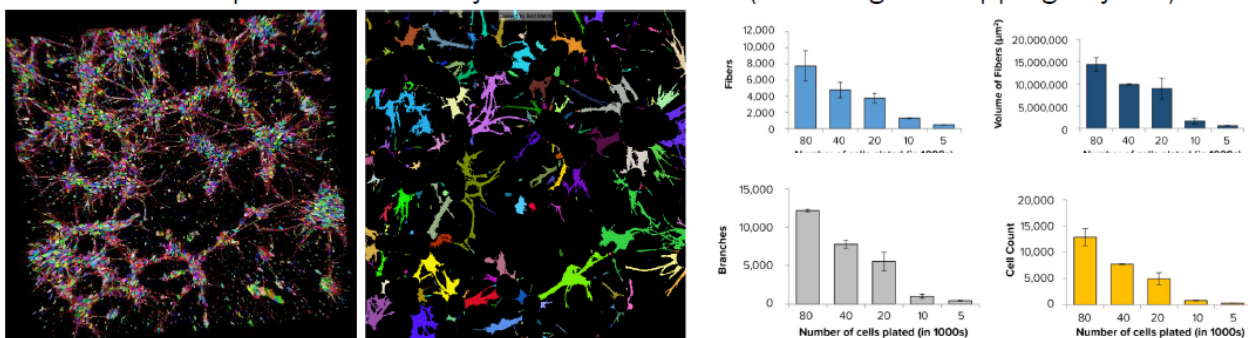 12,000
10,000
8,000
6,000
4,000
2,000
0
Fibers
80 40 20 10 5
20,000,000
15,000,000
10,000,000
5,000,000
0
Volume of Fibers (µm²)
80 40 20 10 5
15,000
10,000
5,000
0
Branches
80 40 20 10 5
Number of cells plated (in 1000s)
20,000
15,000
10,000
5,000
0
Cell Count
80 40 20 10 5
Number of cells plated (in 1000s)